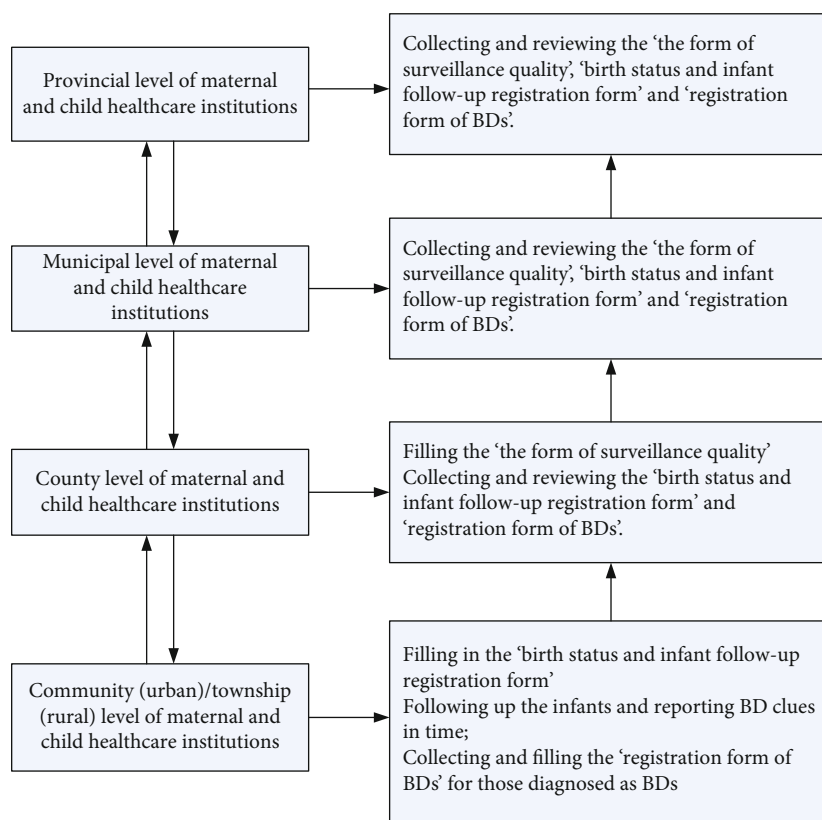 Provincial level of maternal
and child healthcare institutions
Collecting and reviewing the ‘the form of
surveillance quality’, ‘birth status and infant
follow-up registration form’ and ‘registration
form of BDs’.
Municipal level of maternal
and child healthcare
institutions
Collecting and reviewing the ‘the form of
surveillance quality’, ‘birth status and infant
follow-up registration form’ and ‘registration
form of BDs’.
County level of maternal and
child healthcare institutions
Filling the ‘the form of surveillance quality’
Collecting and reviewing the ‘birth status and
infant follow-up registration form’ and
‘registration form of BDs’.
Community (urban)/township
(rural) level of maternal and
child healthcare institutions
Filling in the ‘birth status and infant follow-up
registration form’
Following up the infants and reporting BD clues
in time;
Collecting and filling the ‘registration form of
BDs’ for those diagnosed as BDs